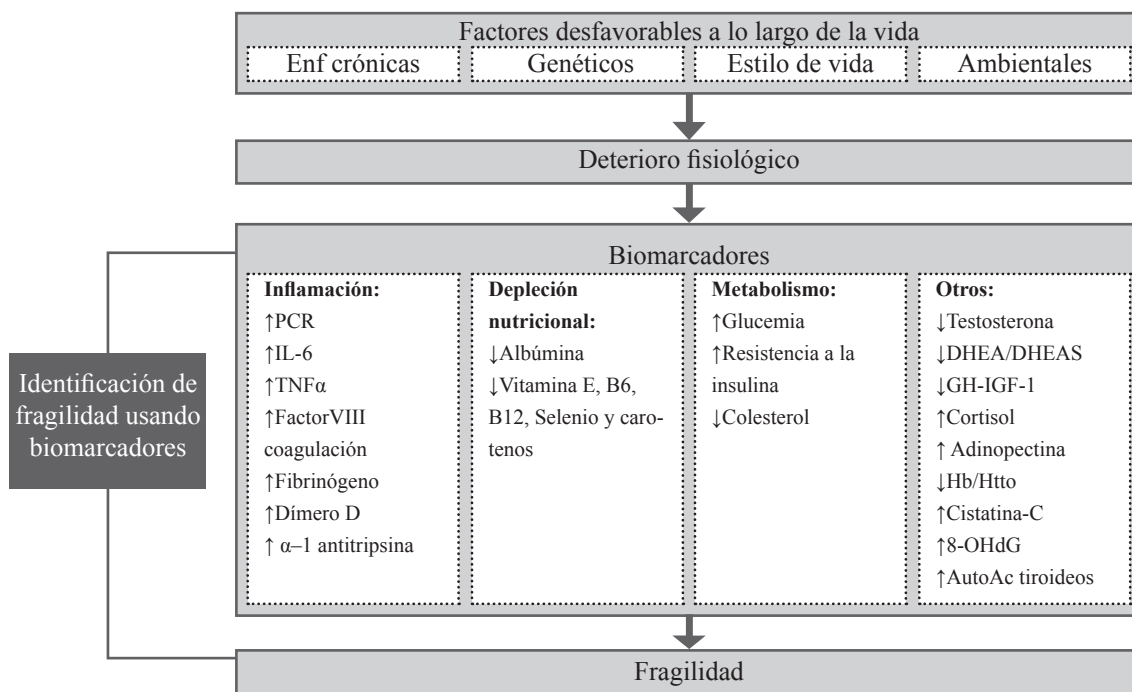 Factores desfavorables a lo largo de la vida
Enf crónicas
Genéticos
Estilo de vida
Ambientales
Deterioro fisiológico
Biomarcadores
Inflamación:
↑PCR
↑IL-6
↑TNFα
↑FactorVIII
coagulación
↑Fibrinógeno
↑Dímero D
↑ α–1 antitripsina
Depleción
nutricional:
↓Albúmina
↓Vitamina E, B6,
B12, Selenio y caro-
tenos
Metabolismo:
↑Glucemia
↑Resistencia a la
insulina
↓Colesterol
Otros:
↓Testosterona
↓DHEA/DHEAS
↓GH-IGF-1
↑Cortisol
↑ Adinopectina
↓Hb/Htto
↑Cistatina-C
↑8-OHdG
↑AutoAc tiroideos
Identificación de
fragilidad usando
biomarcadores
Fragilidad